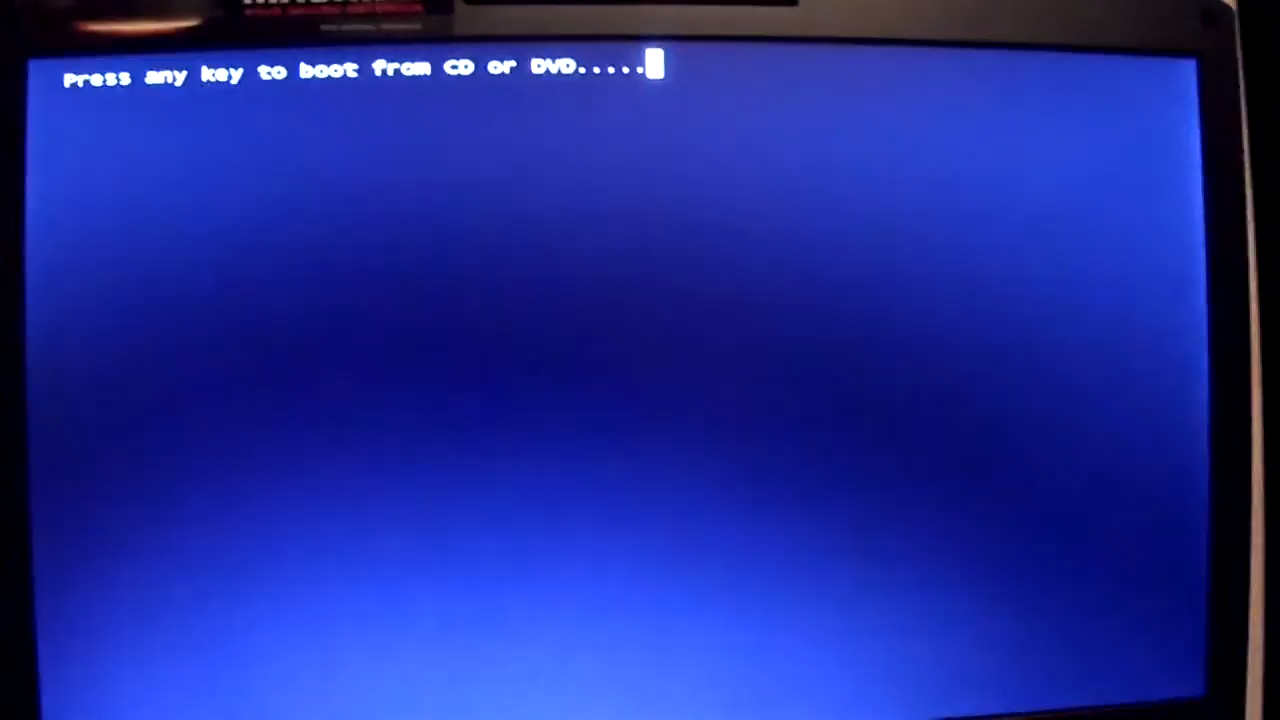 Press any key to boot from CD or DVD.....